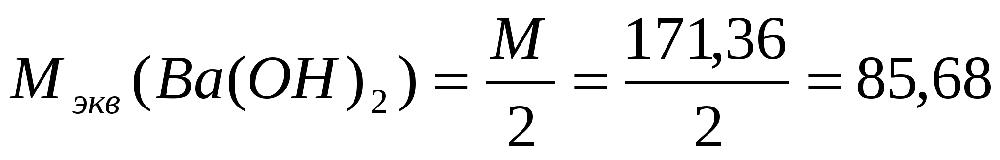 M экв (Ba(OH)2) = M/2 = 171,36/2 = 85,68